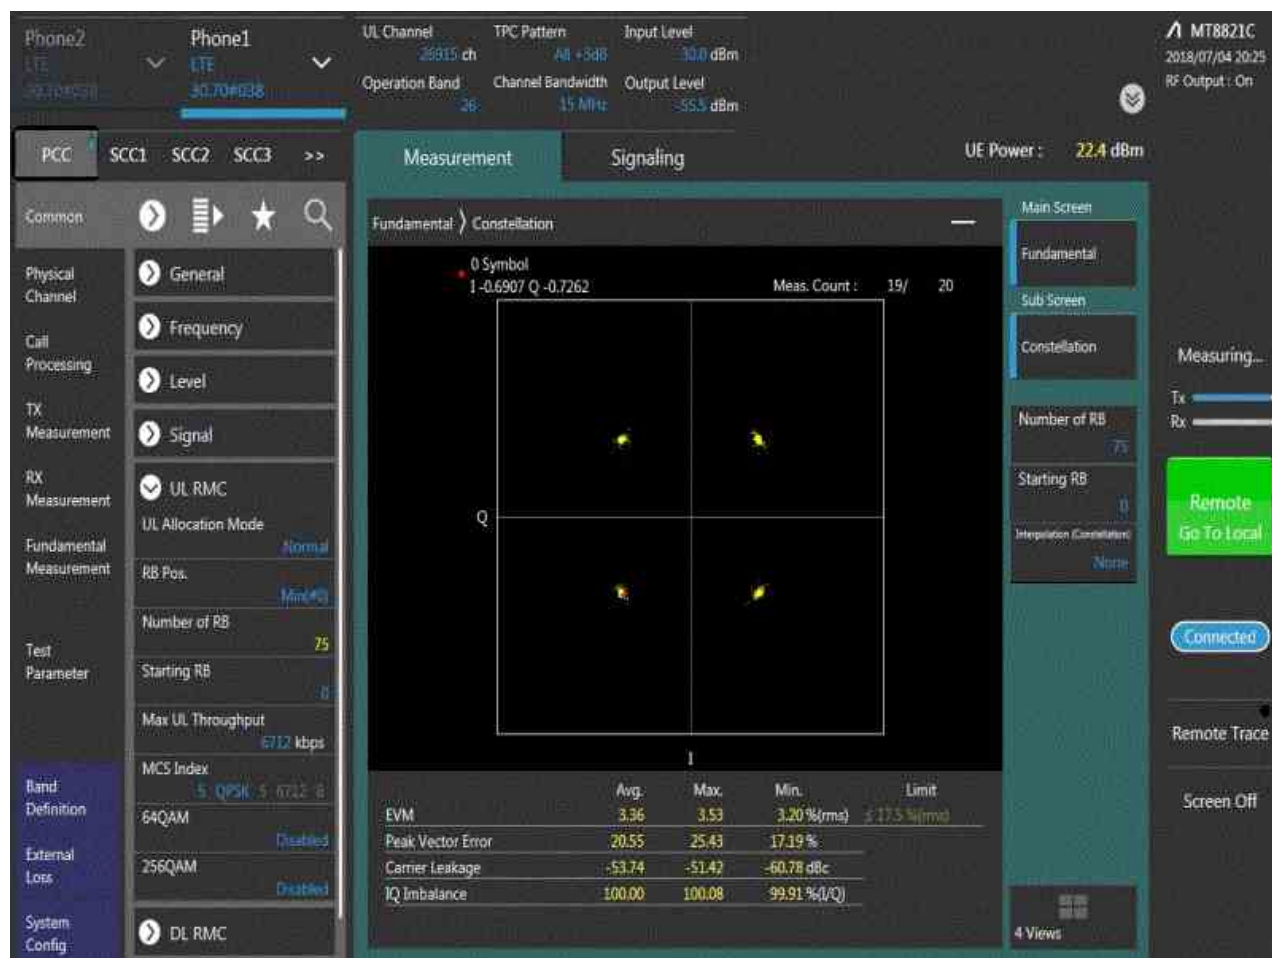 Phone2
LTE
Phone1
LTE
30.70#038
UL Channel
26915 ch
TPC Pattern
All +3dB
Input Level
30.0 dBm
Operation Band
26
Channel Bandwidth
15 MHz
Output Level
-55.5 dBm
MT8821C
2018/07/04 20:25
RF Output : On
PCC
SCC1
SCC2
SCC3
>>
Measurement
Signaling
UE Power : 22.4 dBm
Common
Physical
Channel
Call
Processing
TX
Measurement
RX
Measurement
Fundamental
Measurement
Test
Parameter
Band
Definition
External
Loss
System
Config
General
Frequency
Level
Signal
UL RMC
UL Allocation Mode
Normal
RB Pos.
Min(#0)
Number of RB
75
Starting RB
0
Max UL Throughput
6712 kbps
MCS Index
5 QPSK 5 6712 8
64QAM
Disabled
256QAM
Disabled
DL RMC
Fundamental 〉 Constellation
0 Symbol
I -0.6907 Q -0.7262
Meas. Count : 19/ 20
Q
I
Avg. Max. Min. Limit
EVM 3.36 3.53 3.20 %(rms) ≤ 17.5 %(rms)
Peak Vector Error 20.55 25.43 17.19 %
Carrier Leakage -53.74 -51.42 -60.78 dBc
IQ Imbalance 100.00 100.08 99.91 %(I/Q)
Main Screen
Fundamental
Sub Screen
Constellation
Number of RB
75
Starting RB
0
Interpolation (Constellation)
None
4 Views
Measuring...
Tx
Rx
Remote
Go To Local
Connected
Remote Trace
Screen Off